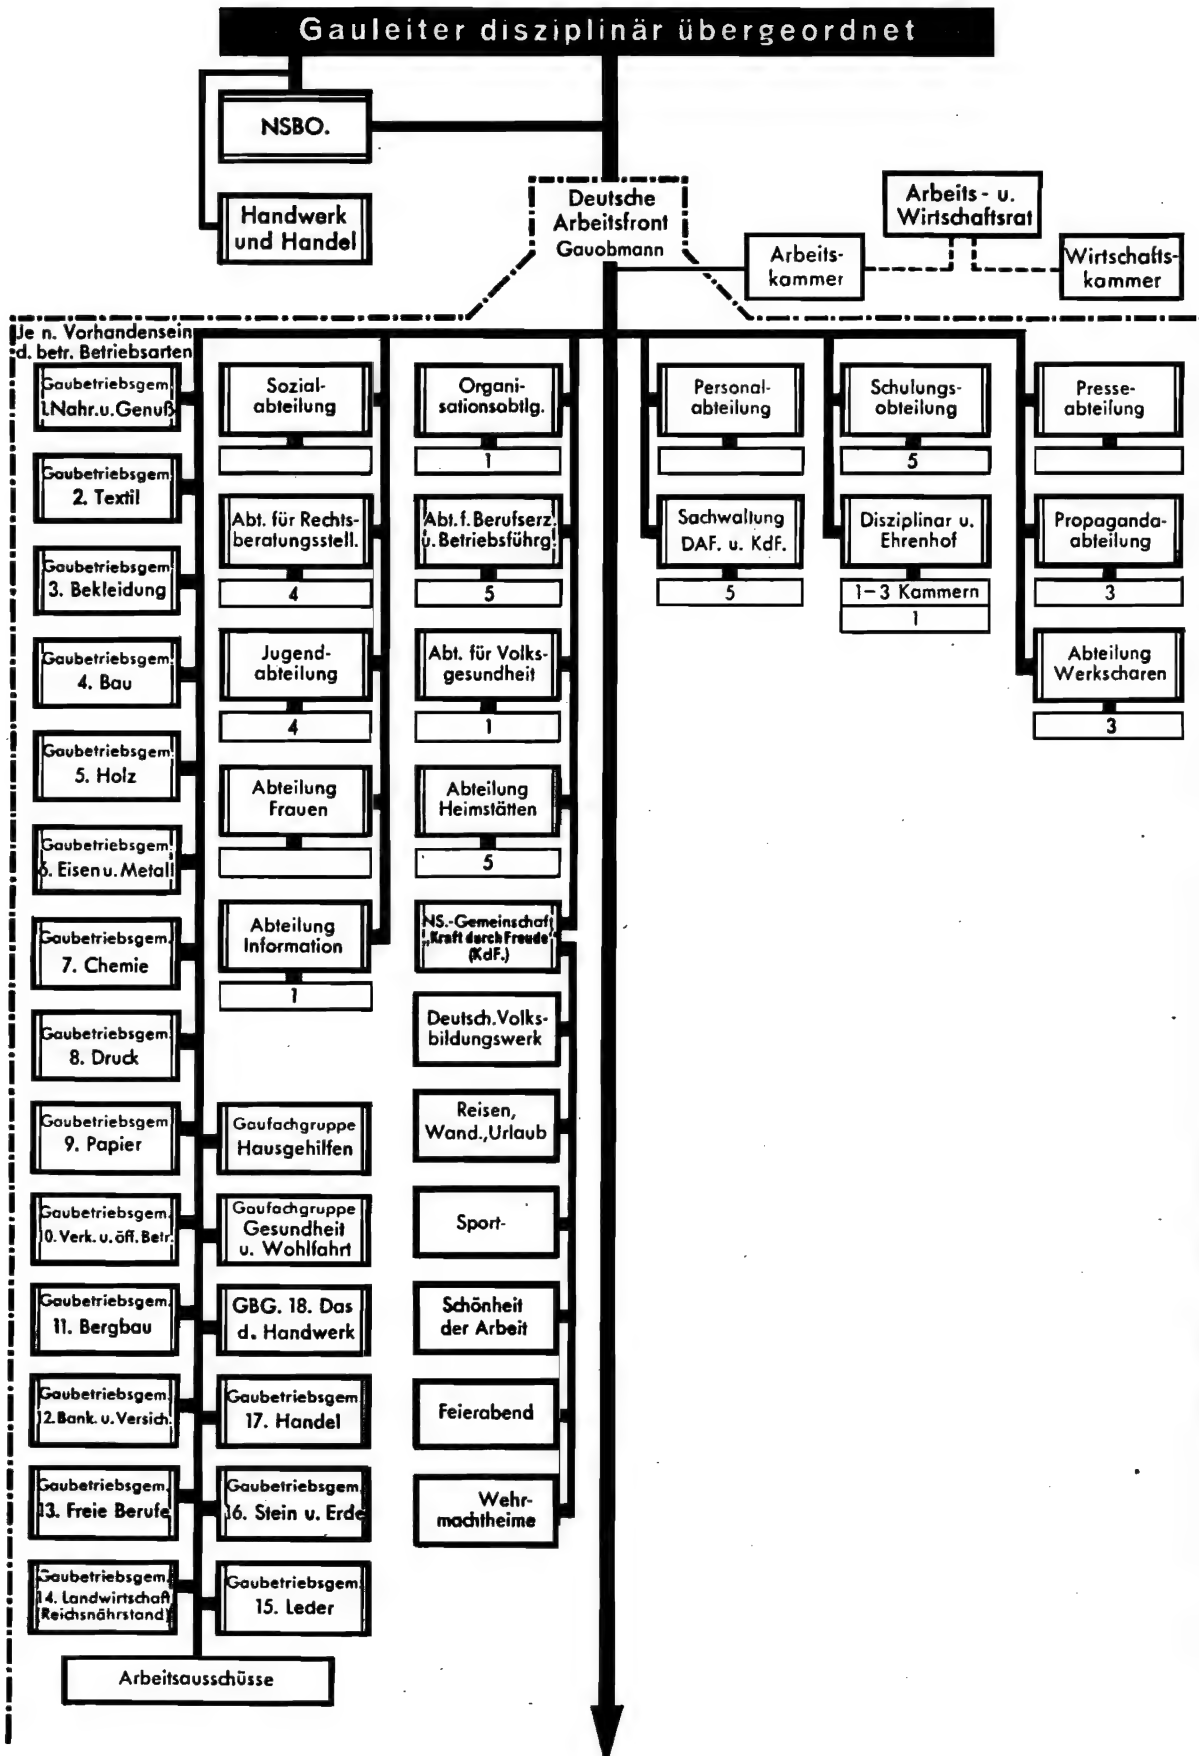 Gauleiter disziplinär übergeordnet
NSBO.
Handwerk
und Handel
Deutsche
Arbeitsfront
Gauobmann
Arbeits- u.
Wirtschaftsrat
Arbeits-
kammer
Wirtschafts-
kammer
Je n. Vorhandensein
d. betr. Betriebsarten
Gaubetriebsgem.
1.Nahr.u.Genuß
Gaubetriebsgem.
2. Textil
Gaubetriebsgem.
3. Bekleidung
Gaubetriebsgem.
4. Bau
Gaubetriebsgem.
5. Holz
Gaubetriebsgem.
6. Eisen u. Metall
Gaubetriebsgem.
7. Chemie
Gaubetriebsgem.
8. Druck
Gaubetriebsgem.
9. Papier
Gaubetriebsgem.
10. Verk. u. öff. Betr.
Gaubetriebsgem.
11. Bergbau
Gaubetriebsgem.
12. Bank. u. Versich.
Gaubetriebsgem.
13. Freie Berufe
Gaubetriebsgem.
14. Landwirtschaft
(Reichsnährstand)
Sozial-
abteilung
Abt. für Rechts-
beratungsstell.
4
Jugend-
abteilung
4
Abteilung
Frauen
Abteilung
Information
1
Gaufachgruppe
Hausgehilfen
Gaufachgruppe
Gesundheit
u. Wohlfahrt
GBG. 18. Das
d. Handwerk
Gaubetriebsgem.
17. Handel
Gaubetriebsgem.
16. Stein u. Erde
Gaubetriebsgem.
15. Leder
Arbeitsausschüsse
Organi-
sationsabtlg.
1
Abt. f. Berufserz.
u. Betriebsführg.
5
Abt. für Volks-
gesundheit
1
Abteilung
Heimstätten
5
NS.-Gemeinschaft
„Kraft durch Freude"
(KdF.)
Deutsch. Volks-
bildungswerk
Reisen,
Wand., Urlaub
Sport-
Schönheit
der Arbeit
Feierabend
Wehr-
machtheime
Personal-
abteilung
Sachwaltung
DAF. u. KdF.
5
Schulungs-
abteilung
5
Disziplinar u.
Ehrenhof
1–3 Kammern
1
Presse-
abteilung
Propaganda-
abteilung
3
Abteilung
Werkscharen
3